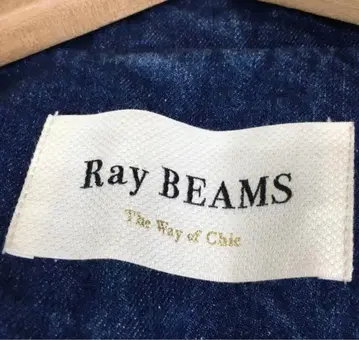 Ray BEAMS
The Way of Chic